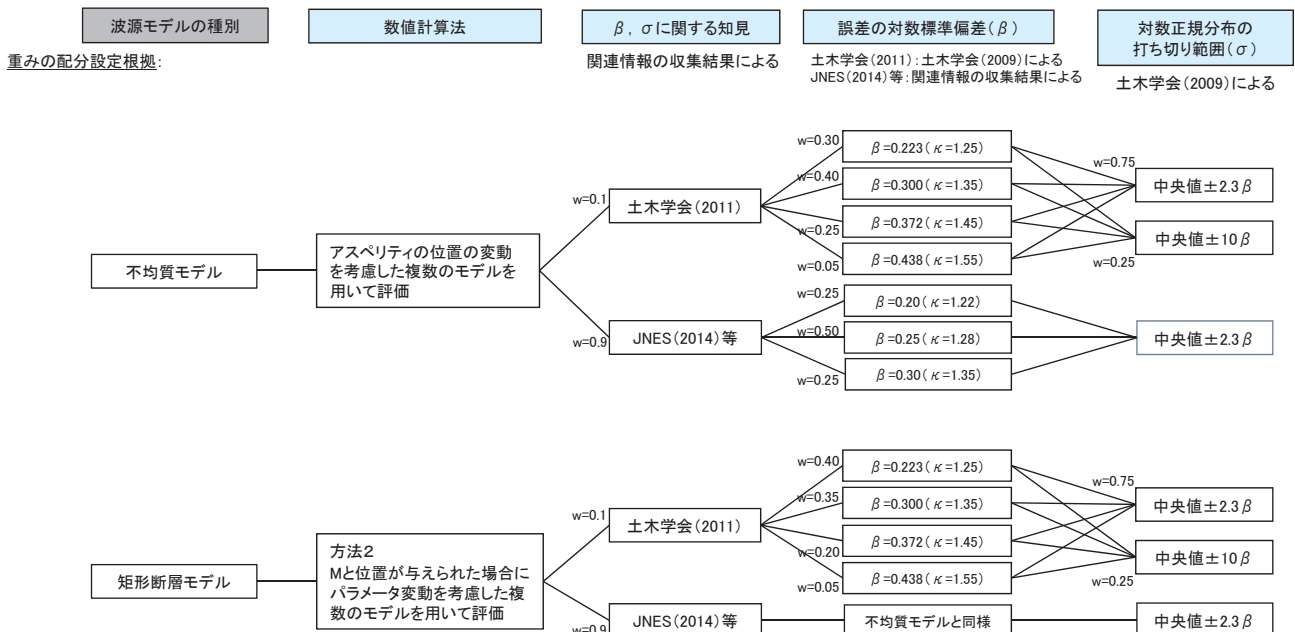 波源モデルの種別
数値計算法
β，σに関する知見
誤差の対数標準偏差(β)
対数正規分布の
打ち切り範囲(σ)
重みの配分設定根拠:
関連情報の収集結果による
土木学会(2011):土木学会(2009)による
JNES(2014)等:関連情報の収集結果による
土木学会(2009)による
不均質モデル
アスペリティの位置の変動
を考慮した複数のモデルを
用いて評価
w=0.1
土木学会(2011)
w=0.30
β=0.223(κ=1.25)
w=0.40
β=0.300(κ=1.35)
w=0.25
β=0.372(κ=1.45)
w=0.05
β=0.438(κ=1.55)
w=0.75
中央値±2.3β
中央値±10β
w=0.25
w=0.9
JNES(2014)等
w=0.25
β=0.20(κ=1.22)
w=0.50
β=0.25(κ=1.28)
w=0.25
β=0.30(κ=1.35)
中央値±2.3β
矩形断層モデル
方法2
Mと位置が与えられた場合に
パラメータ変動を考慮した複
数のモデルを用いて評価
w=0.1
土木学会(2011)
w=0.40
β=0.223(κ=1.25)
w=0.35
β=0.300(κ=1.35)
w=0.20
β=0.372(κ=1.45)
w=0.05
β=0.438(κ=1.55)
w=0.75
中央値±2.3β
中央値±10β
w=0.25
w=0.9
JNES(2014)等
不均質モデルと同様
中央値±2.3β